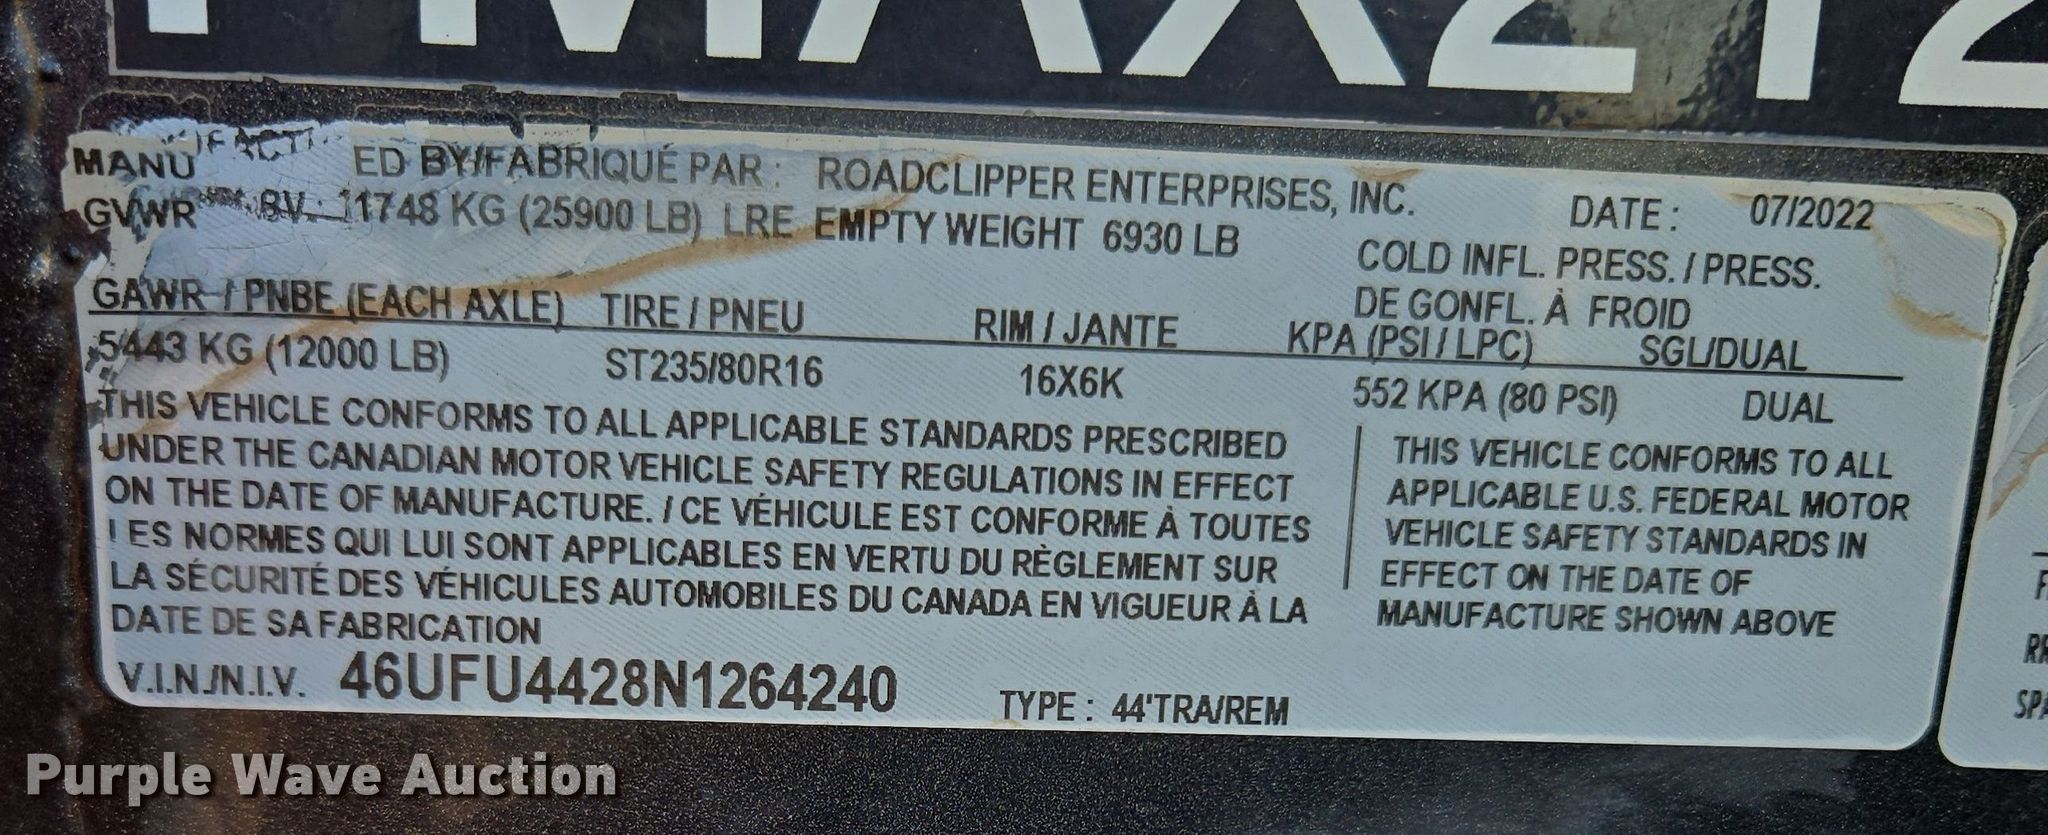 PMAX212
MANU ED BY/FABRIQUÉ PAR : ROADCLIPPER ENTERPRISES, INC. DATE : 07/2022
GVWR 11748 KG (25900 LB) LRE EMPTY WEIGHT 6930 LB
COLD INFL. PRESS. / PRESS.
DE GONFL. À FROID
GAWR / PNBE (EACH AXLE) TIRE / PNEU RIM / JANTE KPA (PSI / LPC) SGL/DUAL
5443 KG (12000 LB) ST235/80R16 16X6K 552 KPA (80 PSI) DUAL
THIS VEHICLE CONFORMS TO ALL APPLICABLE STANDARDS PRESCRIBED
UNDER THE CANADIAN MOTOR VEHICLE SAFETY REGULATIONS IN EFFECT
ON THE DATE OF MANUFACTURE. / CE VÉHICULE EST CONFORME À TOUTES
LES NORMES QUI LUI SONT APPLICABLES EN VERTU DU RÈGLEMENT SUR
LA SÉCURITÉ DES VÉHICULES AUTOMOBILES DU CANADA EN VIGUEUR À LA
DATE DE SA FABRICATION
THIS VEHICLE CONFORMS TO ALL
APPLICABLE U.S. FEDERAL MOTOR
VEHICLE SAFETY STANDARDS IN
EFFECT ON THE DATE OF
MANUFACTURE SHOWN ABOVE
V.I.N./N.I.V. 46UFU4428N1264240 TYPE : 44'TRA/REM
Purple Wave Auction